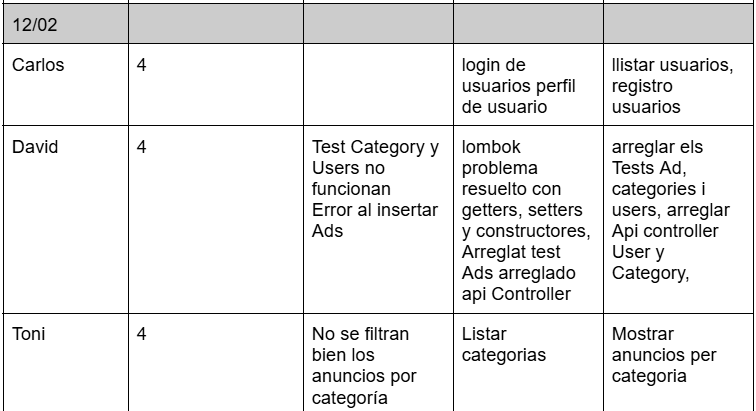 12/02
Carlos
4
login de
usuarios perfil
de usuario
llistar usuarios,
registro
usuarios
David
4
Test Category y
Users no
funcionan
Error al insertar
Ads
lombok
problema
resuelto con
getters, setters
y constructores,
Arreglat test
Ads arreglado
api Controller
arreglar els
Tests Ad,
categories i
users, arreglar
Api controller
User y
Category,
Toni
4
No se filtran
bien los
anuncios por
categoría
Listar
categorias
Mostrar
anuncios per
categoria